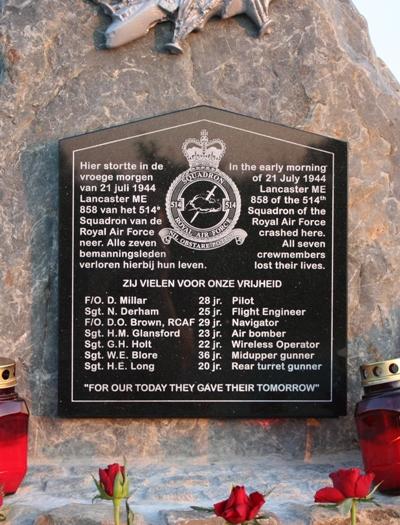 Hier stortte in de
vroege morgen
van 21 juli 1944
Lancaster ME
858 van het 514e
Squadron van de
Royal Air Force
neer. Alle zeven
bemanningsleden
verloren hierbij hun leven.
SQUADRON
514 514
ROYAL AIR FORCE
NIL OBSTARE POTEST
In the early morning
of 21 July 1944
Lancaster ME
858 of the 514th
Squadron of the
Royal Air Force
crashed here.
All seven
crewmembers
lost their lives.
ZIJ VIELEN VOOR ONZE VRIJHEID
F/O. D. Millar 28 jr. Pilot
Sgt. N. Derham 25 jr. Flight Engineer
F/O. D.O. Brown, RCAF 29 jr. Navigator
Sgt. H.M. Glansford 23 jr. Air bomber
Sgt. G.H. Holt 22 jr. Wireless Operator
Sgt. W.E. Blore 36 jr. Midupper gunner
Sgt. H.E. Long 20 jr. Rear turret gunner
"FOR OUR TODAY THEY GAVE THEIR TOMORROW"